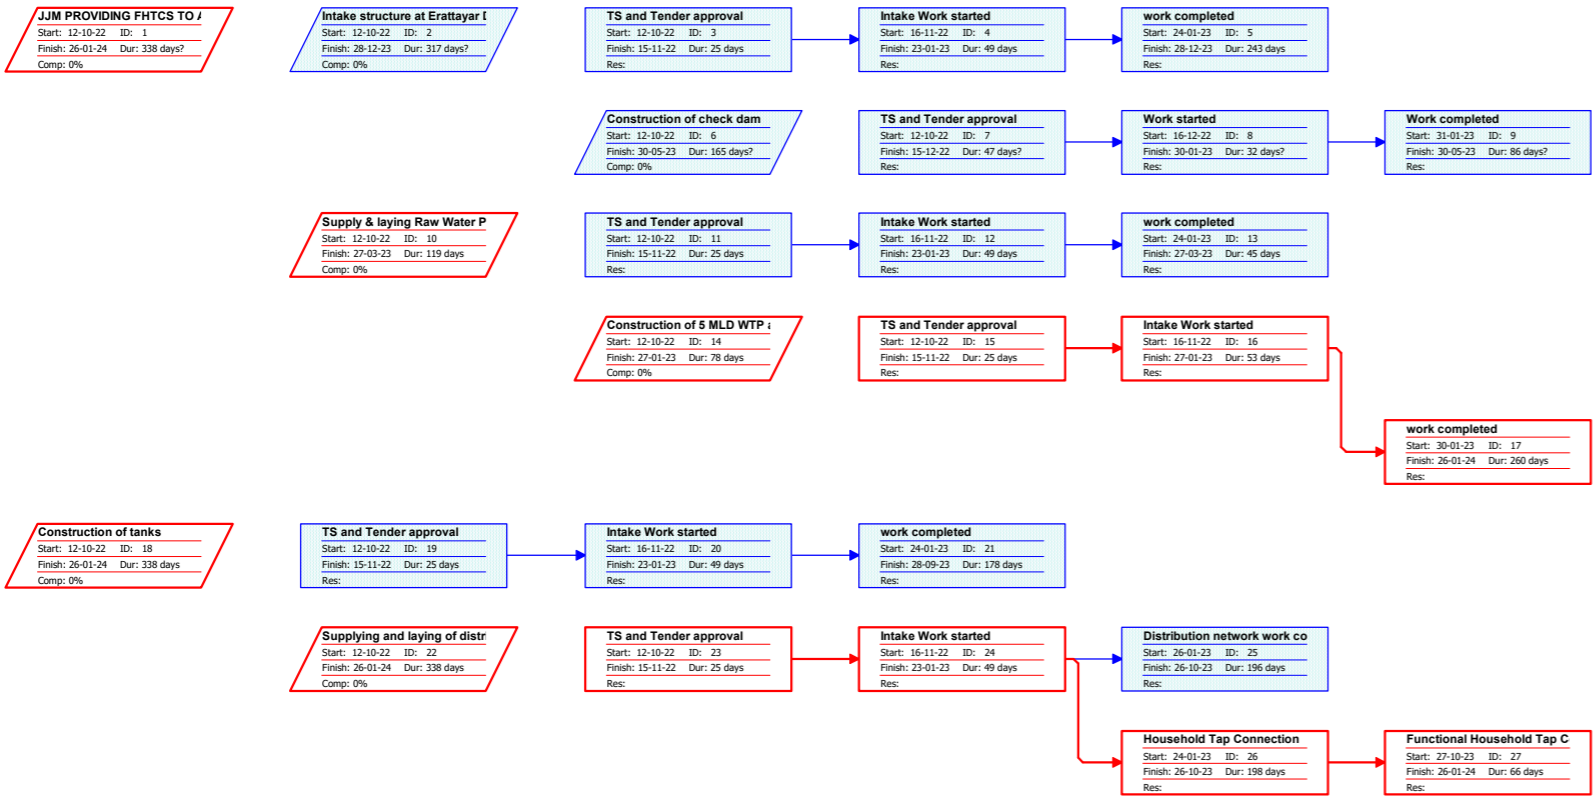 JJM PROVIDING FHTCS TO A
Start: 12-10-22 ID: 1
Finish: 26-01-24 Dur: 338 days?
Comp: 0%
Intake structure at Erattayar D
Start: 12-10-22 ID: 2
Finish: 28-12-23 Dur: 317 days?
Comp: 0%
TS and Tender approval
Start: 12-10-22 ID: 3
Finish: 15-11-22 Dur: 25 days
Res:
Intake Work started
Start: 16-11-22 ID: 4
Finish: 23-01-23 Dur: 49 days
Res:
work completed
Start: 24-01-23 ID: 5
Finish: 28-12-23 Dur: 243 days
Res:
Construction of check dam
Start: 12-10-22 ID: 6
Finish: 30-05-23 Dur: 165 days?
Comp: 0%
TS and Tender approval
Start: 12-10-22 ID: 7
Finish: 15-12-22 Dur: 47 days?
Res:
Work started
Start: 16-12-22 ID: 8
Finish: 30-01-23 Dur: 32 days?
Res:
Work completed
Start: 31-01-23 ID: 9
Finish: 30-05-23 Dur: 86 days?
Res:
Supply & laying Raw Water P
Start: 12-10-22 ID: 10
Finish: 27-03-23 Dur: 119 days
Comp: 0%
TS and Tender approval
Start: 12-10-22 ID: 11
Finish: 15-11-22 Dur: 25 days
Res:
Intake Work started
Start: 16-11-22 ID: 12
Finish: 23-01-23 Dur: 49 days
Res:
work completed
Start: 24-01-23 ID: 13
Finish: 27-03-23 Dur: 45 days
Res:
Construction of 5 MLD WTP a
Start: 12-10-22 ID: 14
Finish: 27-01-23 Dur: 78 days
Comp: 0%
TS and Tender approval
Start: 12-10-22 ID: 15
Finish: 15-11-22 Dur: 25 days
Res:
Intake Work started
Start: 16-11-22 ID: 16
Finish: 27-01-23 Dur: 53 days
Res:
work completed
Start: 30-01-23 ID: 17
Finish: 26-01-24 Dur: 260 days
Res:
Construction of tanks
Start: 12-10-22 ID: 18
Finish: 26-01-24 Dur: 338 days
Comp: 0%
TS and Tender approval
Start: 12-10-22 ID: 19
Finish: 15-11-22 Dur: 25 days
Res:
Intake Work started
Start: 16-11-22 ID: 20
Finish: 23-01-23 Dur: 49 days
Res:
work completed
Start: 24-01-23 ID: 21
Finish: 28-09-23 Dur: 178 days
Res:
Supplying and laying of distri
Start: 12-10-22 ID: 22
Finish: 26-01-24 Dur: 338 days
Comp: 0%
TS and Tender approval
Start: 12-10-22 ID: 23
Finish: 15-11-22 Dur: 25 days
Res:
Intake Work started
Start: 16-11-22 ID: 24
Finish: 23-01-23 Dur: 49 days
Res:
Distribution network work co
Start: 26-01-23 ID: 25
Finish: 26-10-23 Dur: 196 days
Res:
Household Tap Connection
Start: 24-01-23 ID: 26
Finish: 26-10-23 Dur: 198 days
Res:
Functional Household Tap C
Start: 27-10-23 ID: 27
Finish: 26-01-24 Dur: 66 days
Res: